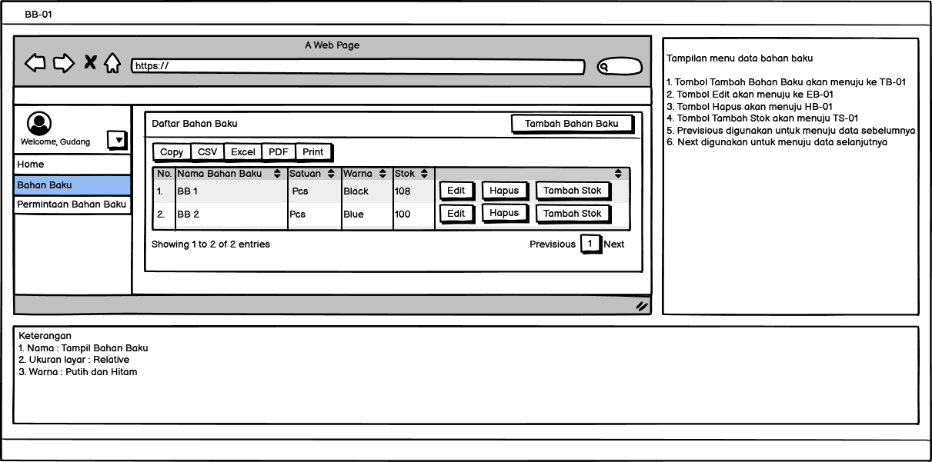 BB-01
A Web Page
https://
Welcome, Gudang
Home
Bahan Baku
Permintaan Bahan Baku
Daftar Bahan Baku
Tambah Bahan Baku
Copy CSV Excel PDF Print
No. Nama Bahan Baku Satuan Warna Stok
1. BB 1 Pcs Black 108 Edit Hapus Tambah Stok
2. BB 2 Pcs Blue 100 Edit Hapus Tambah Stok
Showing 1 to 2 of 2 entries
Previsious 1 Next
Tampilan menu data bahan baku
1. Tombol Tambah Bahan Baku akan menuju ke TB-01
2. Tombol Edit akan menuju ke EB-01
3. Tombol Hapus akan menuju HB-01
4. Tombol Tambah Stok akan menuju TS-01
5. Previsious digunakan untuk menuju data sebelumnya
6. Next digunakan untuk menuju data selanjutnya
Keterangan
1. Nama : Tampil Bahan Baku
2. Ukuran layar : Relative
3. Warna : Putih dan Hitam